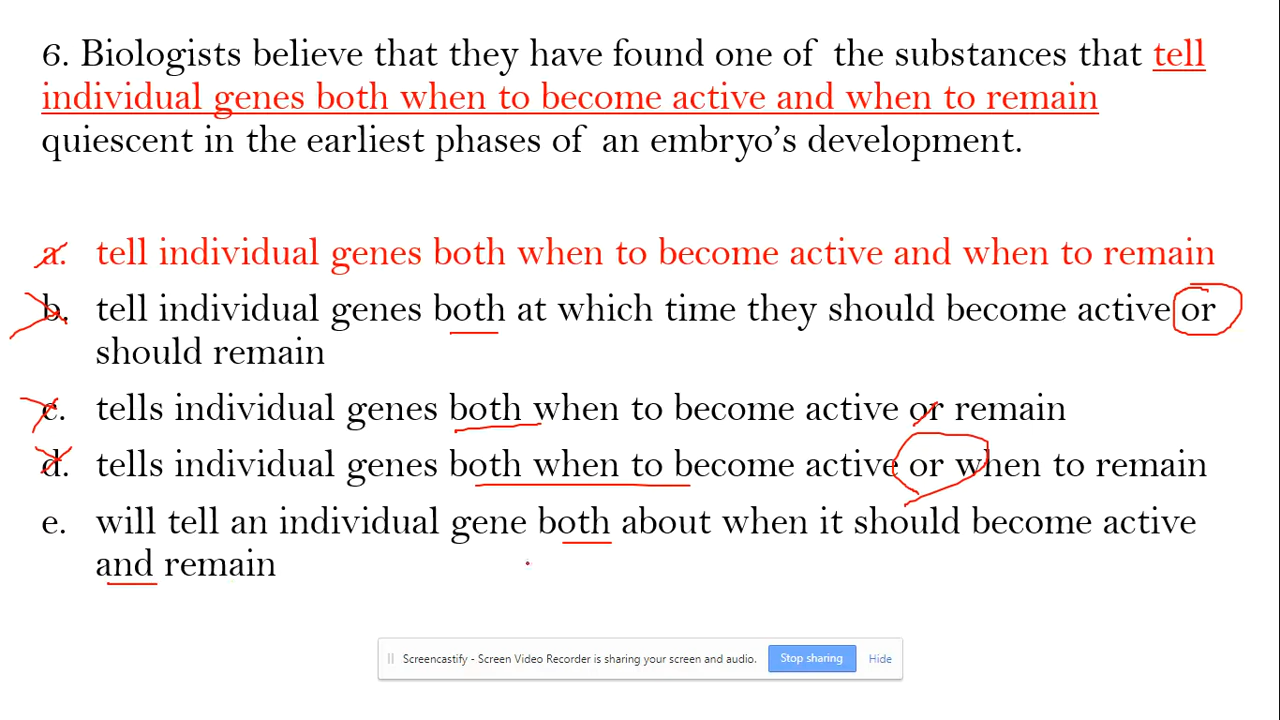 6. Biologists believe that they have found one of the substances that tell
individual genes both when to become active and when to remain
quiescent in the earliest phases of an embryo’s development.
a. tell individual genes both when to become active and when to remain
b. tell individual genes both at which time they should become active or
should remain
c. tells individual genes both when to become active or remain
d. tells individual genes both when to become active or when to remain
e. will tell an individual gene both about when it should become active
and remain
Screencastify - Screen Video Recorder is sharing your screen and audio. Stop sharing Hide